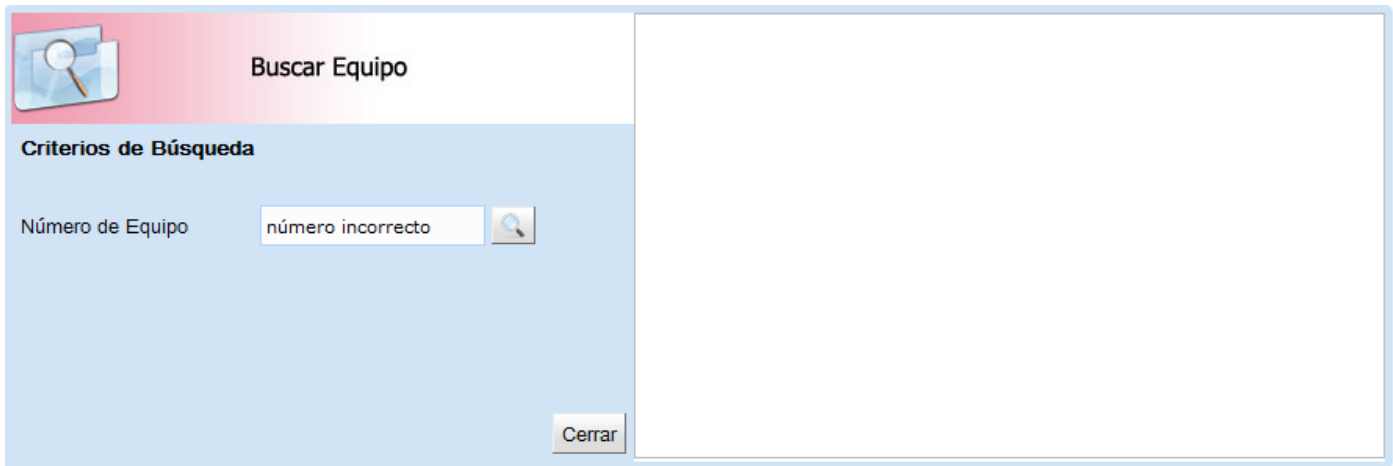 Buscar Equipo
Criterios de Búsqueda
Número de Equipo
número incorrecto
Cerrar